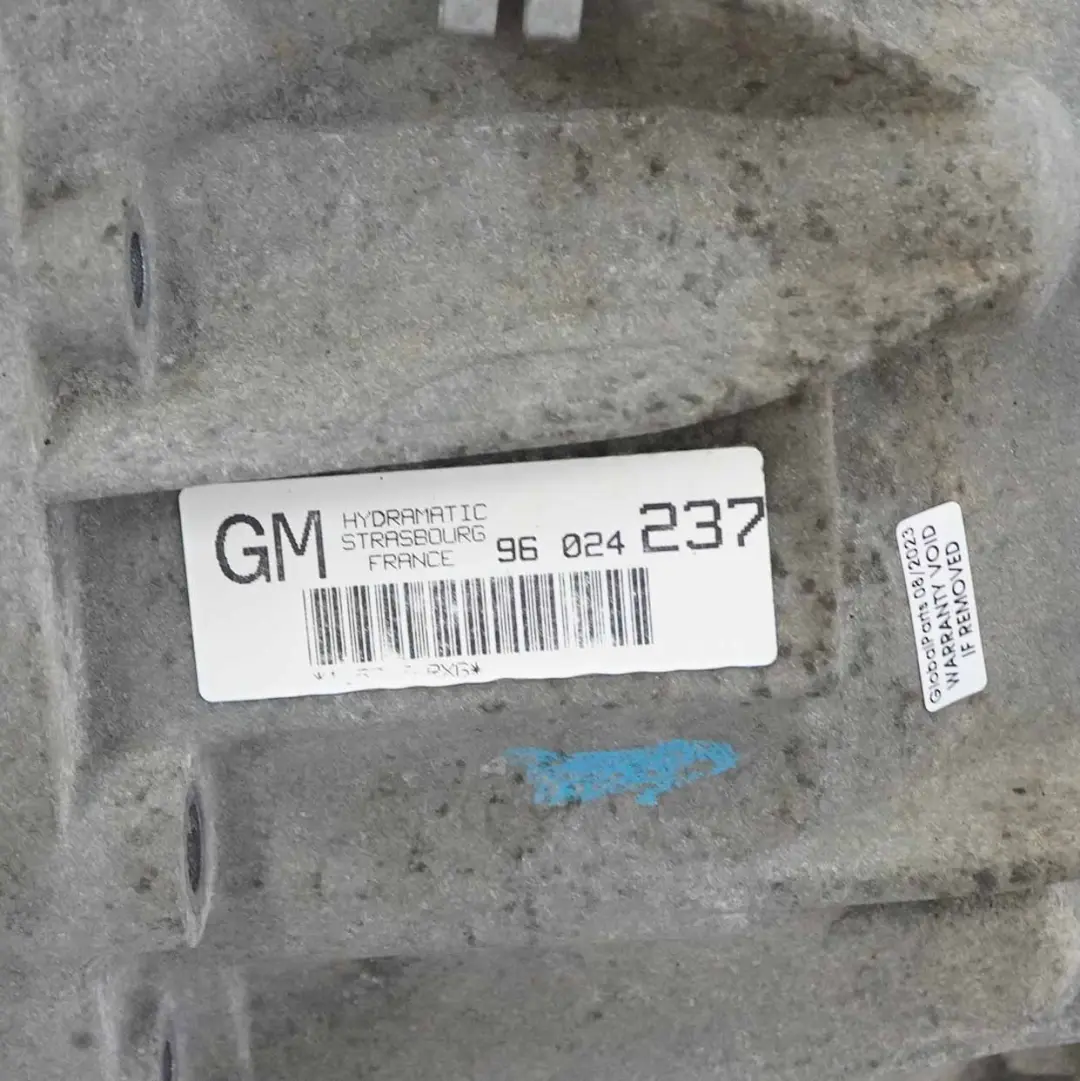 GM
HYDRAMATIC
STRASBOURG
FRANCE
96 024 237
GlobalParts 08/2023
WARRANTY VOID
IF REMOVED